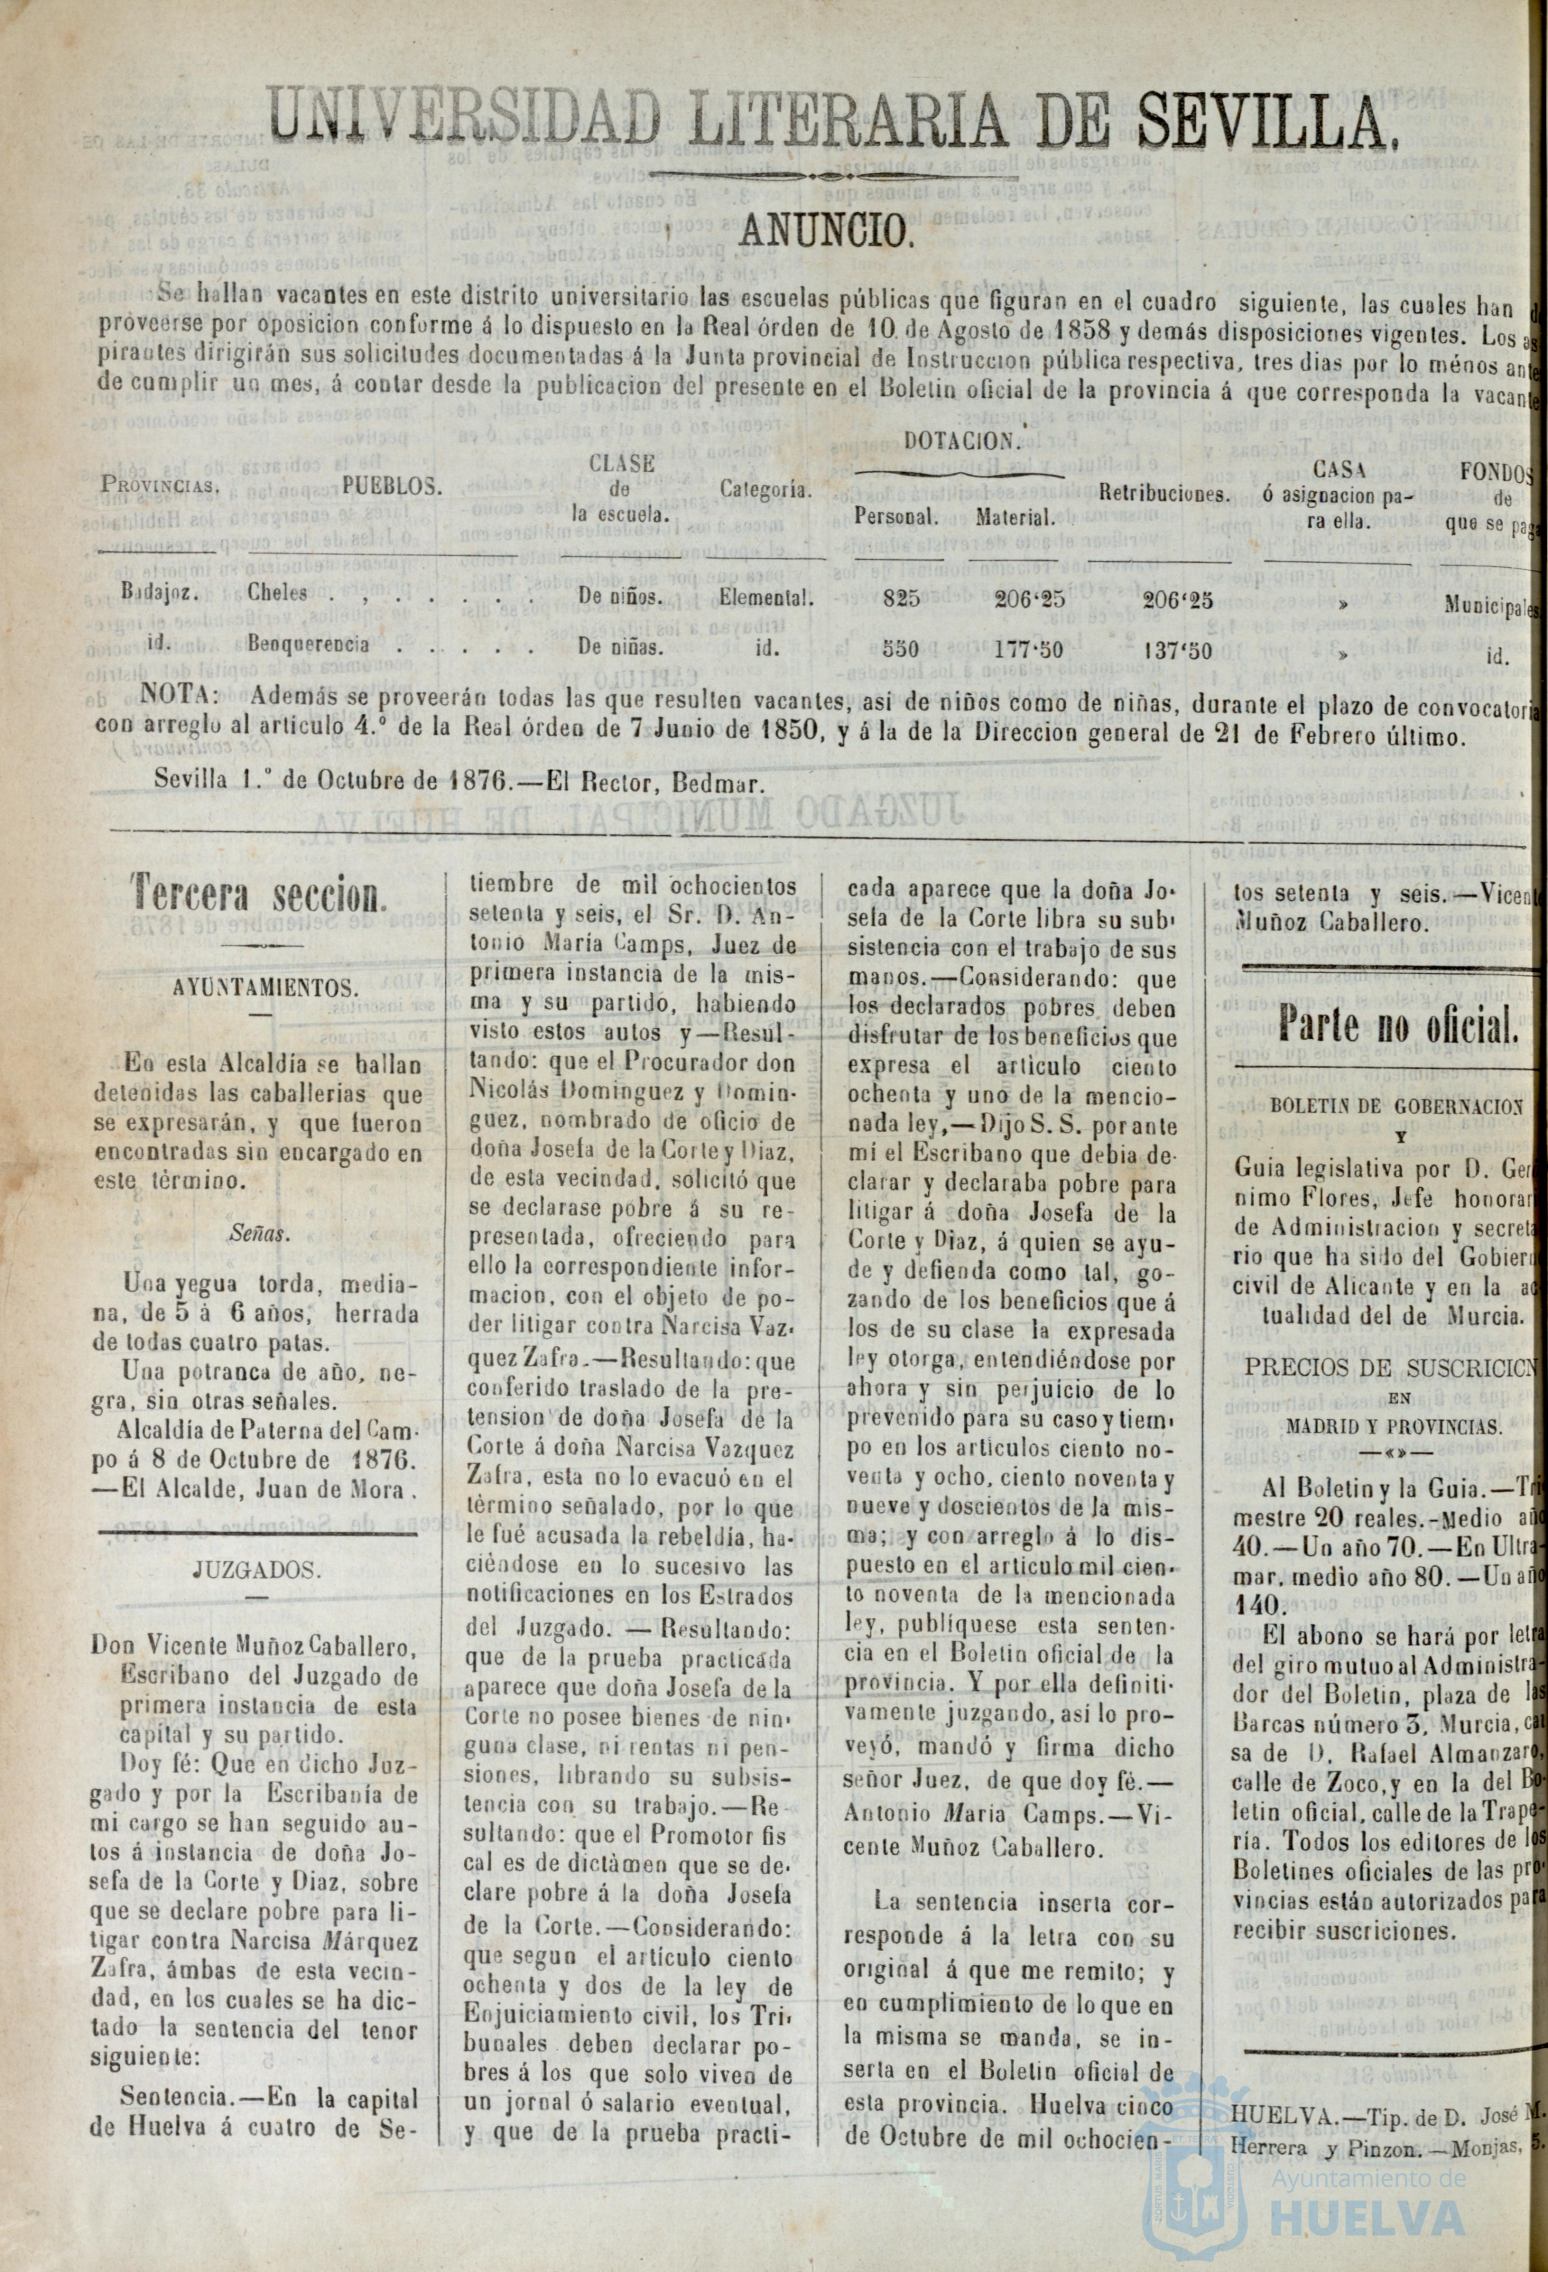 UNIVERSIDAD LITERARIA DE SEVILLA.
ANUNCIO.
Se hallan vacantes en este distrito universitario las escuelas públicas que figuran en el cuadro siguiente, las cuales han
proveerse por oposicion conforme á lo dispuesto en la Real órden de 10 de Agosto de 1858 y demás disposiciones vigentes. Los as
pirantes dirigirán sus solicitudes documentadas á la Junta provincial de Instruccion pública respectiva, tres dias por lo ménos ante
de cumplir un mes, á contar desde la publicacion del presente en el Boletin oficial de la provincia á que corresponda la vacante
PROVINCIAS. PUEBLOS. CLASE de la escuela. Categoría. DOTACION. Personal. Material. Retribuciones. CASA ó asignacion pa- ra ella. FONDOS de que se paga
Badajoz. Cheles . , . . . . . De niños. Elemental. 825 206‘25 206‘25 » Municipales
id. Benquerencia . . . . . De niñas. id. 550 177‘50 137‘50 » id.
NOTA: Además se proveerán todas las que resulten vacantes, asi de niños como de niñas, durante el plazo de convocatoria
con arreglo al artículo 4.º de la Real órden de 7 Junio de 1850, y á la de la Direccion general de 21 de Febrero último.
Sevilla 1.º de Octubre de 1876.—El Rector, Bedmar.
Tercera seccion.
AYUNTAMIENTOS.
En esta Alcaldía se hallan
detenidas las caballerias que
se expresarán, y que fueron
encontradas sin encargado en
este término.
Señas.
Una yegua torda, media-
na, de 5 á 6 años, herrada
de todas cuatro patas.
Una potranca de año, ne-
gra, sin otras señales.
Alcaldía de Paterna del Cam-
po á 8 de Octubre de 1876.
—El Alcalde, Juan de Mora.
JUZGADOS.
Don Vicente Muñoz Caballero,
Escribano del Juzgado de
primera instancia de esta
capital y su partido.
Doy fé: Que en dicho Juz-
gado y por la Escribanía de
mi cargo se han seguido au-
tos á instancia de doña Jo-
sefa de la Corte y Diaz, sobre
que se declare pobre para li-
tigar contra Narcisa Márquez
Zafra, ámbas de esta vecin-
dad, en los cuales se ha dic-
tado la sentencia del tenor
siguiente:
Sentencia.—En la capital
de Huelva á cuatro de Se-
tiembre de mil ochocientos
setenta y seis, el Sr. D. An-
tonio María Camps, Juez de
primera instancia de la mis-
ma y su partido, habiendo
visto estos autos y—Resul-
tando: que el Procurador don
Nicolás Dominguez y Domin-
guez, nombrado de oficio de
doña Josefa de la Corte y Diaz,
de esta vecindad, solicitó que
se declarase pobre á su re-
presentada, ofreciendo para
ello la correspondiente infor-
macion, con el objeto de po-
der litigar contra Narcisa Vaz-
quez Zafra.—Resultando: que
conferido traslado de la pre-
tension de doña Josefa de la
Corte á doña Narcisa Vazquez
Zafra, esta no lo evacuó en el
término señalado, por lo que
le fué acusada la rebeldía, ha-
ciéndose en lo sucesivo las
notificaciones en los Estrados
del Juzgado. — Resultando:
que de la prueba practicada
aparece que doña Josefa de la
Corte no posee bienes de nin-
guna clase, ni rentas ni pen-
siones, librando su subsis-
tencia con su trabajo.—Re
sultando: que el Promotor fis
cal es de dictámen que se de-
clare pobre á la doña Josefa
de la Corte.—Considerando:
que segun el artículo ciento
ochenta y dos de la ley de
Enjuiciamiento civil, los Tri-
bunales deben declarar po-
bres á los que solo viven de
un jornal ó salario eventual,
y que de la prueba practi-
cada aparece que la doña Jo-
sefa de la Corte libra su sub-
sistencia con el trabajo de sus
manos.—Considerando: que
los declarados pobres deben
disfrutar de los beneficios que
expresa el artículo ciento
ochenta y uno de la mencio-
nada ley,—Dijo S. S. por ante
mí el Escribano que debia de-
clarar y declaraba pobre para
litigar á doña Josefa de la
Corte y Diaz, á quien se ayu-
de y defienda como tal, go-
zando de los beneficios que á
los de su clase la expresada
ley otorga, entendiéndose por
ahora y sin perjuicio de lo
prevenido para su caso y tiem-
po en los artículos ciento no-
venta y ocho, ciento noventa y
nueve y doscientos de la mis-
ma; y con arreglo á lo dis-
puesto en el articulo mil cien-
to noventa de la mencionada
ley, publíquese esta senten-
cia en el Boletin oficial de la
provincia. Y por ella definiti-
vamente juzgando, asi lo pro-
veyó, mandó y firma dicho
señor Juez, de que doy fé.—
Antonio Maria Camps.—Vi-
cente Muñoz Caballero.
La sentencia inserta cor-
responde á la letra con su
original á que me remito; y
en cumplimiento de lo que en
la misma se manda, se in-
serta en el Boletin oficial de
esta provincia. Huelva cinco
de Octubre de mil ochocien-
tos setenta y seis.—Vicent
Muñoz Caballero.
Parte no oficial.
BOLETIN DE GOBERNACION
Y
Guia legislativa por D. Ger
nimo Flores, Jefe honorar
de Administracion y secreta
rio que ha sido del Gobiern
civil de Alicante y en la ac
tualidad del de Murcia.
PRECIOS DE SUSCRICION
EN
MADRID Y PROVINCIAS.
—«»—
Al Boletin y la Guia.—Tri
mestre 20 reales.-Medio año
40.—Un año 70.—En Ultra-
mar, medio año 80.—Un año
140.
El abono se hará por letra
del giro mutuo al Administra-
dor del Boletin, plaza de las
Barcas número 3, Murcia, ca
sa de D. Rafael Almanzaro,
calle de Zoco, y en la del Bo-
letin oficial, calle de la Trape-
ría. Todos los editores de los
Boletines oficiales de las pro-
vincias están autorizados para
recibir suscriciones.
HUELVA.—Tip. de D. José M.
Herrera y Pinzon.—Monjas, 5.
Ayuntamiento de
HUELVA